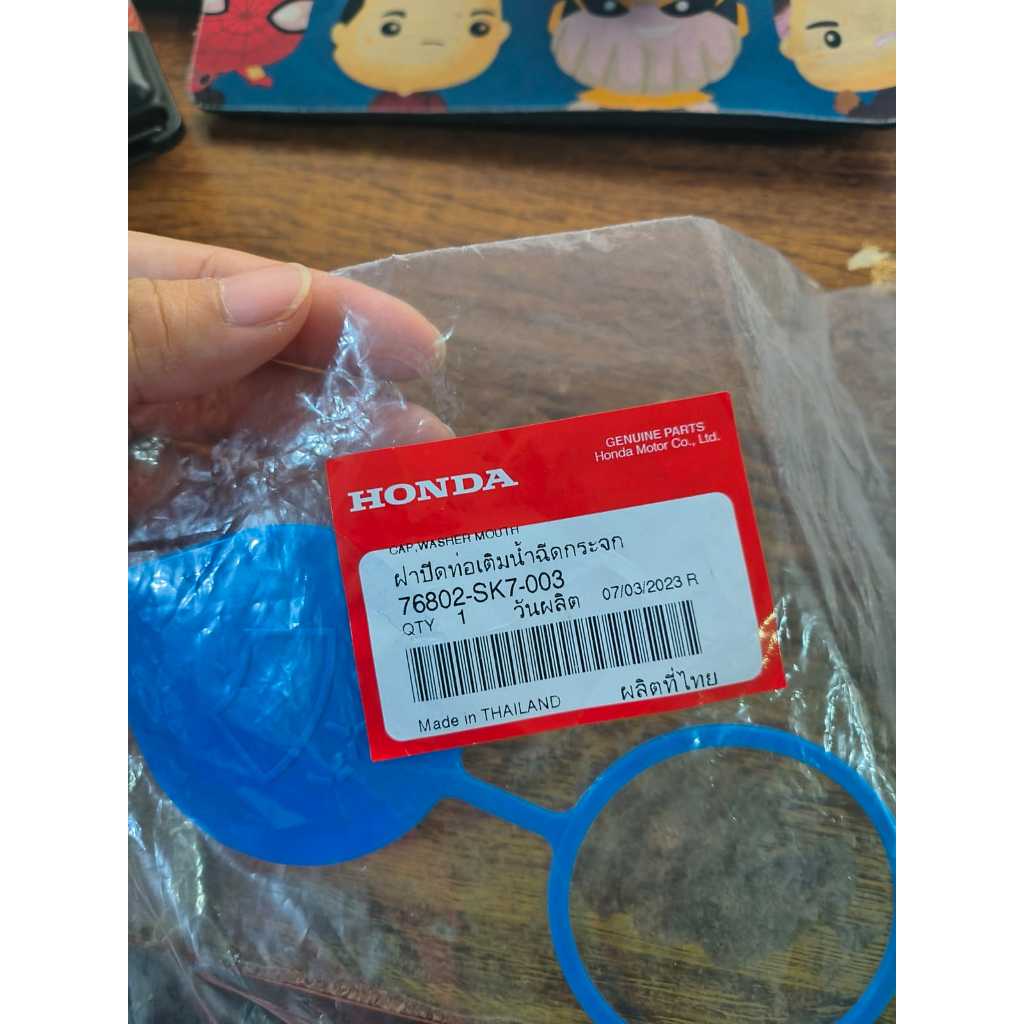 GENUINE PARTS
Honda Motor Co., Ltd.
HONDA
CAP,WASHER MOUTH
ฝาปิดท่อเติมน้ำฉีดกระจก
76802-SK7-003
QTY 1 วันผลิต 07/03/2023 R
Made in THAILAND ผลิตที่ไทย